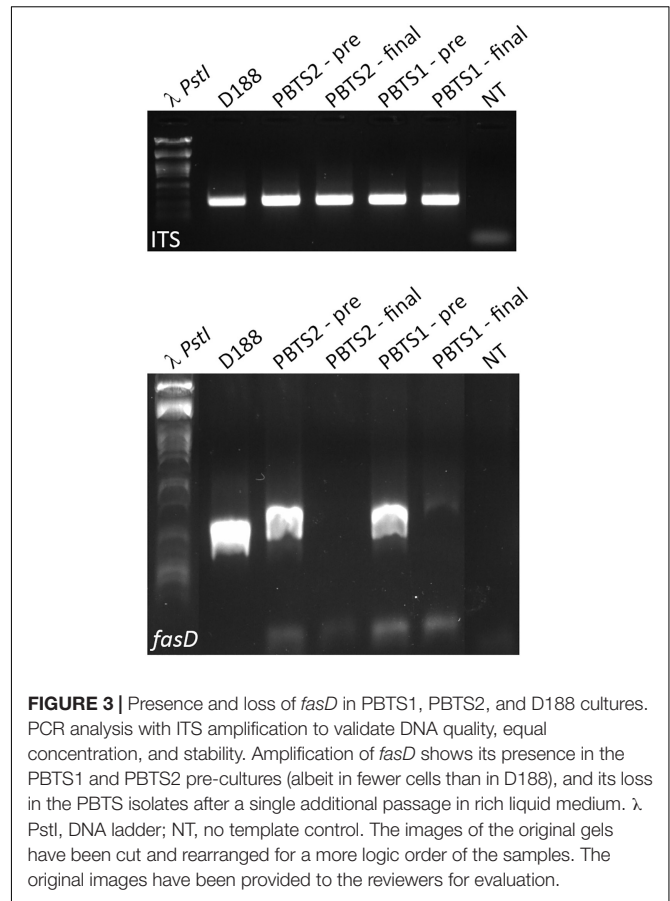 λ PstI D188 PBTS2 - pre PBTS2 - final PBTS1 - pre PBTS1 - final NT
ITS
λ PstI D188 PBTS2 - pre PBTS2 - final PBTS1 - pre PBTS1 - final NT
fasD
FIGURE 3 | Presence and loss of fasD in PBTS1, PBTS2, and D188 cultures.
PCR analysis with ITS amplification to validate DNA quality, equal
concentration, and stability. Amplification of fasD shows its presence in the
PBTS1 and PBTS2 pre-cultures (albeit in fewer cells than in D188), and its loss
in the PBTS isolates after a single additional passage in rich liquid medium. λ
PstI, DNA ladder; NT, no template control. The images of the original gels
have been cut and rearranged for a more logic order of the samples. The
original images have been provided to the reviewers for evaluation.